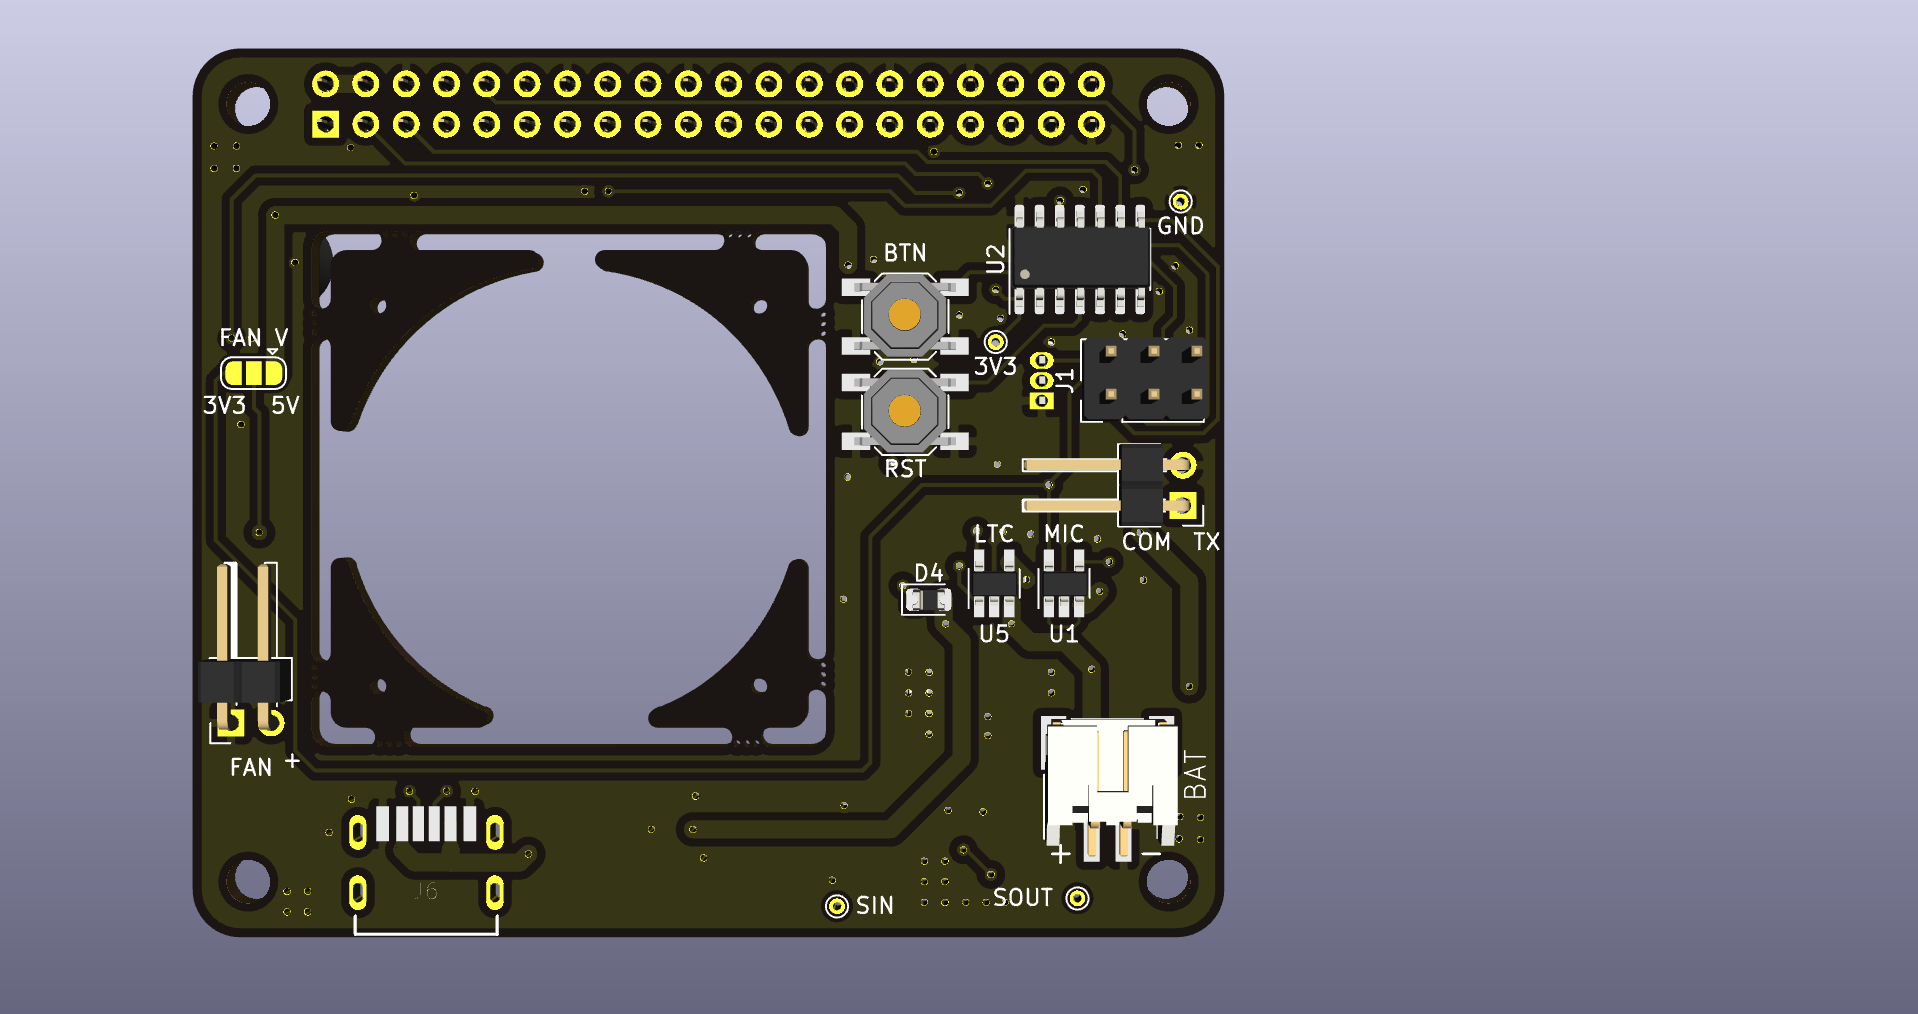 GND
BTN
U2
FAN V
3V3
3V3 5V
J1
RST
LTC MIC
COM TX
D4
U5 U1
BAT
FAN +
+ −
J6
SIN
SOUT